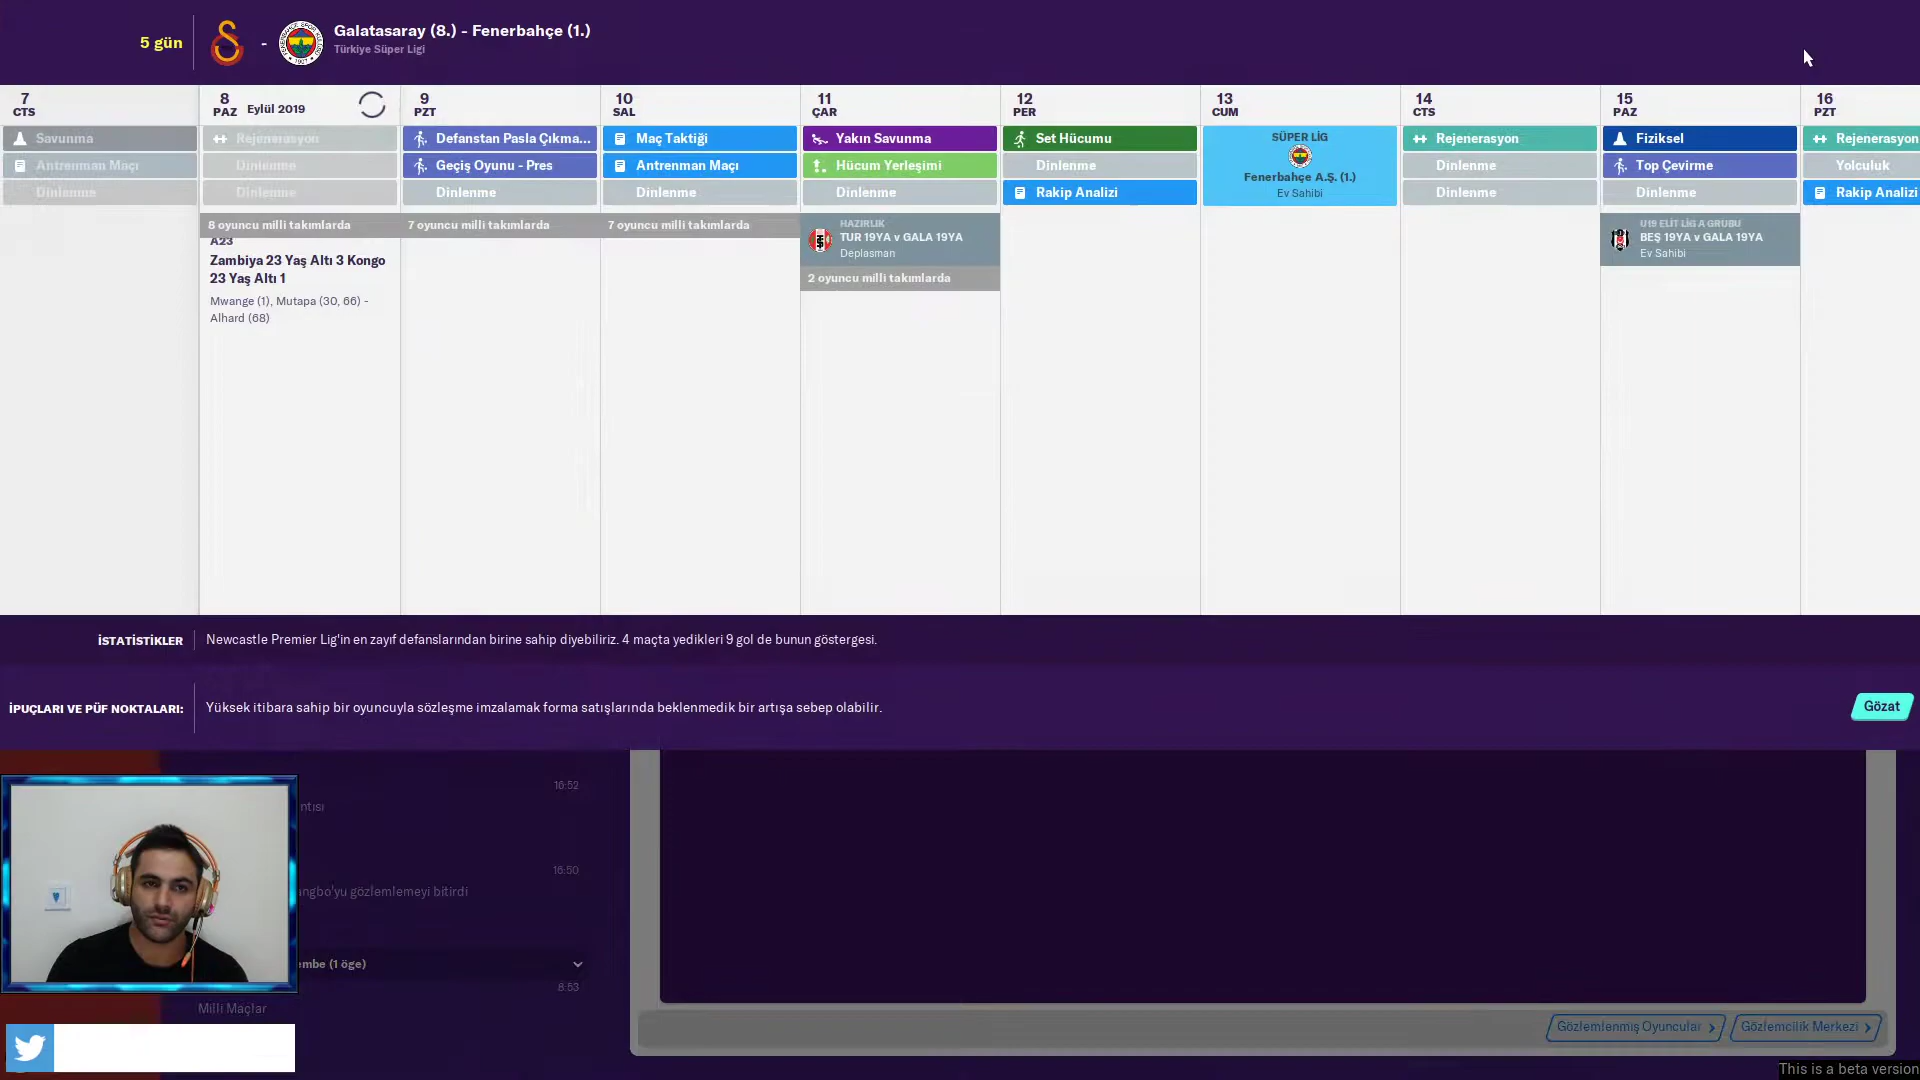 5 gün
-
Galatasaray (8.) - Fenerbahçe (1.)
Türkiye Süper Ligi
7
CTS
8
PAZ
Eylül 2019
9
PZT
10
SAL
11
ÇAR
12
PER
13
CUM
14
CTS
15
PAZ
16
PZT
Savunma
Antrenman Maçı
Dinlenme
Rejenerasyon
Dinlenme
Dinlenme
Defanstan Pasla Çıkma...
Geçiş Oyunu - Pres
Dinlenme
Maç Taktiği
Antrenman Maçı
Dinlenme
Yakın Savunma
Hücum Yerleşimi
Dinlenme
Set Hücumu
Dinlenme
Rakip Analizi
SÜPER LİG
Fenerbahçe A.Ş. (1.)
Ev Sahibi
Rejenerasyon
Dinlenme
Dinlenme
Fiziksel
Top Çevirme
Dinlenme
Rejenerasyon
Yolculuk
Rakip Analizi
8 oyuncu milli takımlarda
A23
Zambiya 23 Yaş Altı 3 Kongo
23 Yaş Altı 1
Mwange (1), Mutapa (30, 66) -
Alhard (68)
7 oyuncu milli takımlarda
7 oyuncu milli takımlarda
HAZIRLIK
TUR 19YA v GALA 19YA
Deplasman
2 oyuncu milli takımlarda
U19 ELİT LİG A GRUBU
BEŞ 19YA v GALA 19YA
Ev Sahibi
İSTATİSTİKLER
Newcastle Premier Lig'in en zayıf defanslarından birine sahip diyebiliriz. 4 maçta yedikleri 9 gol de bunun göstergesi.
İPUÇLARI VE PÜF NOKTALARI:
Yüksek itibara sahip bir oyuncuyla sözleşme imzalamak forma satışlarında beklenmedik bir artışa sebep olabilir.
Gözat
16:52
ntısı
16:50
angbo'yu gözlemlemeyi bitirdi
embe (1 öge)
8:53
Milli Maçlar
Gözlemlenmiş Oyuncular
Gözlemcilik Merkezi
This is a beta version